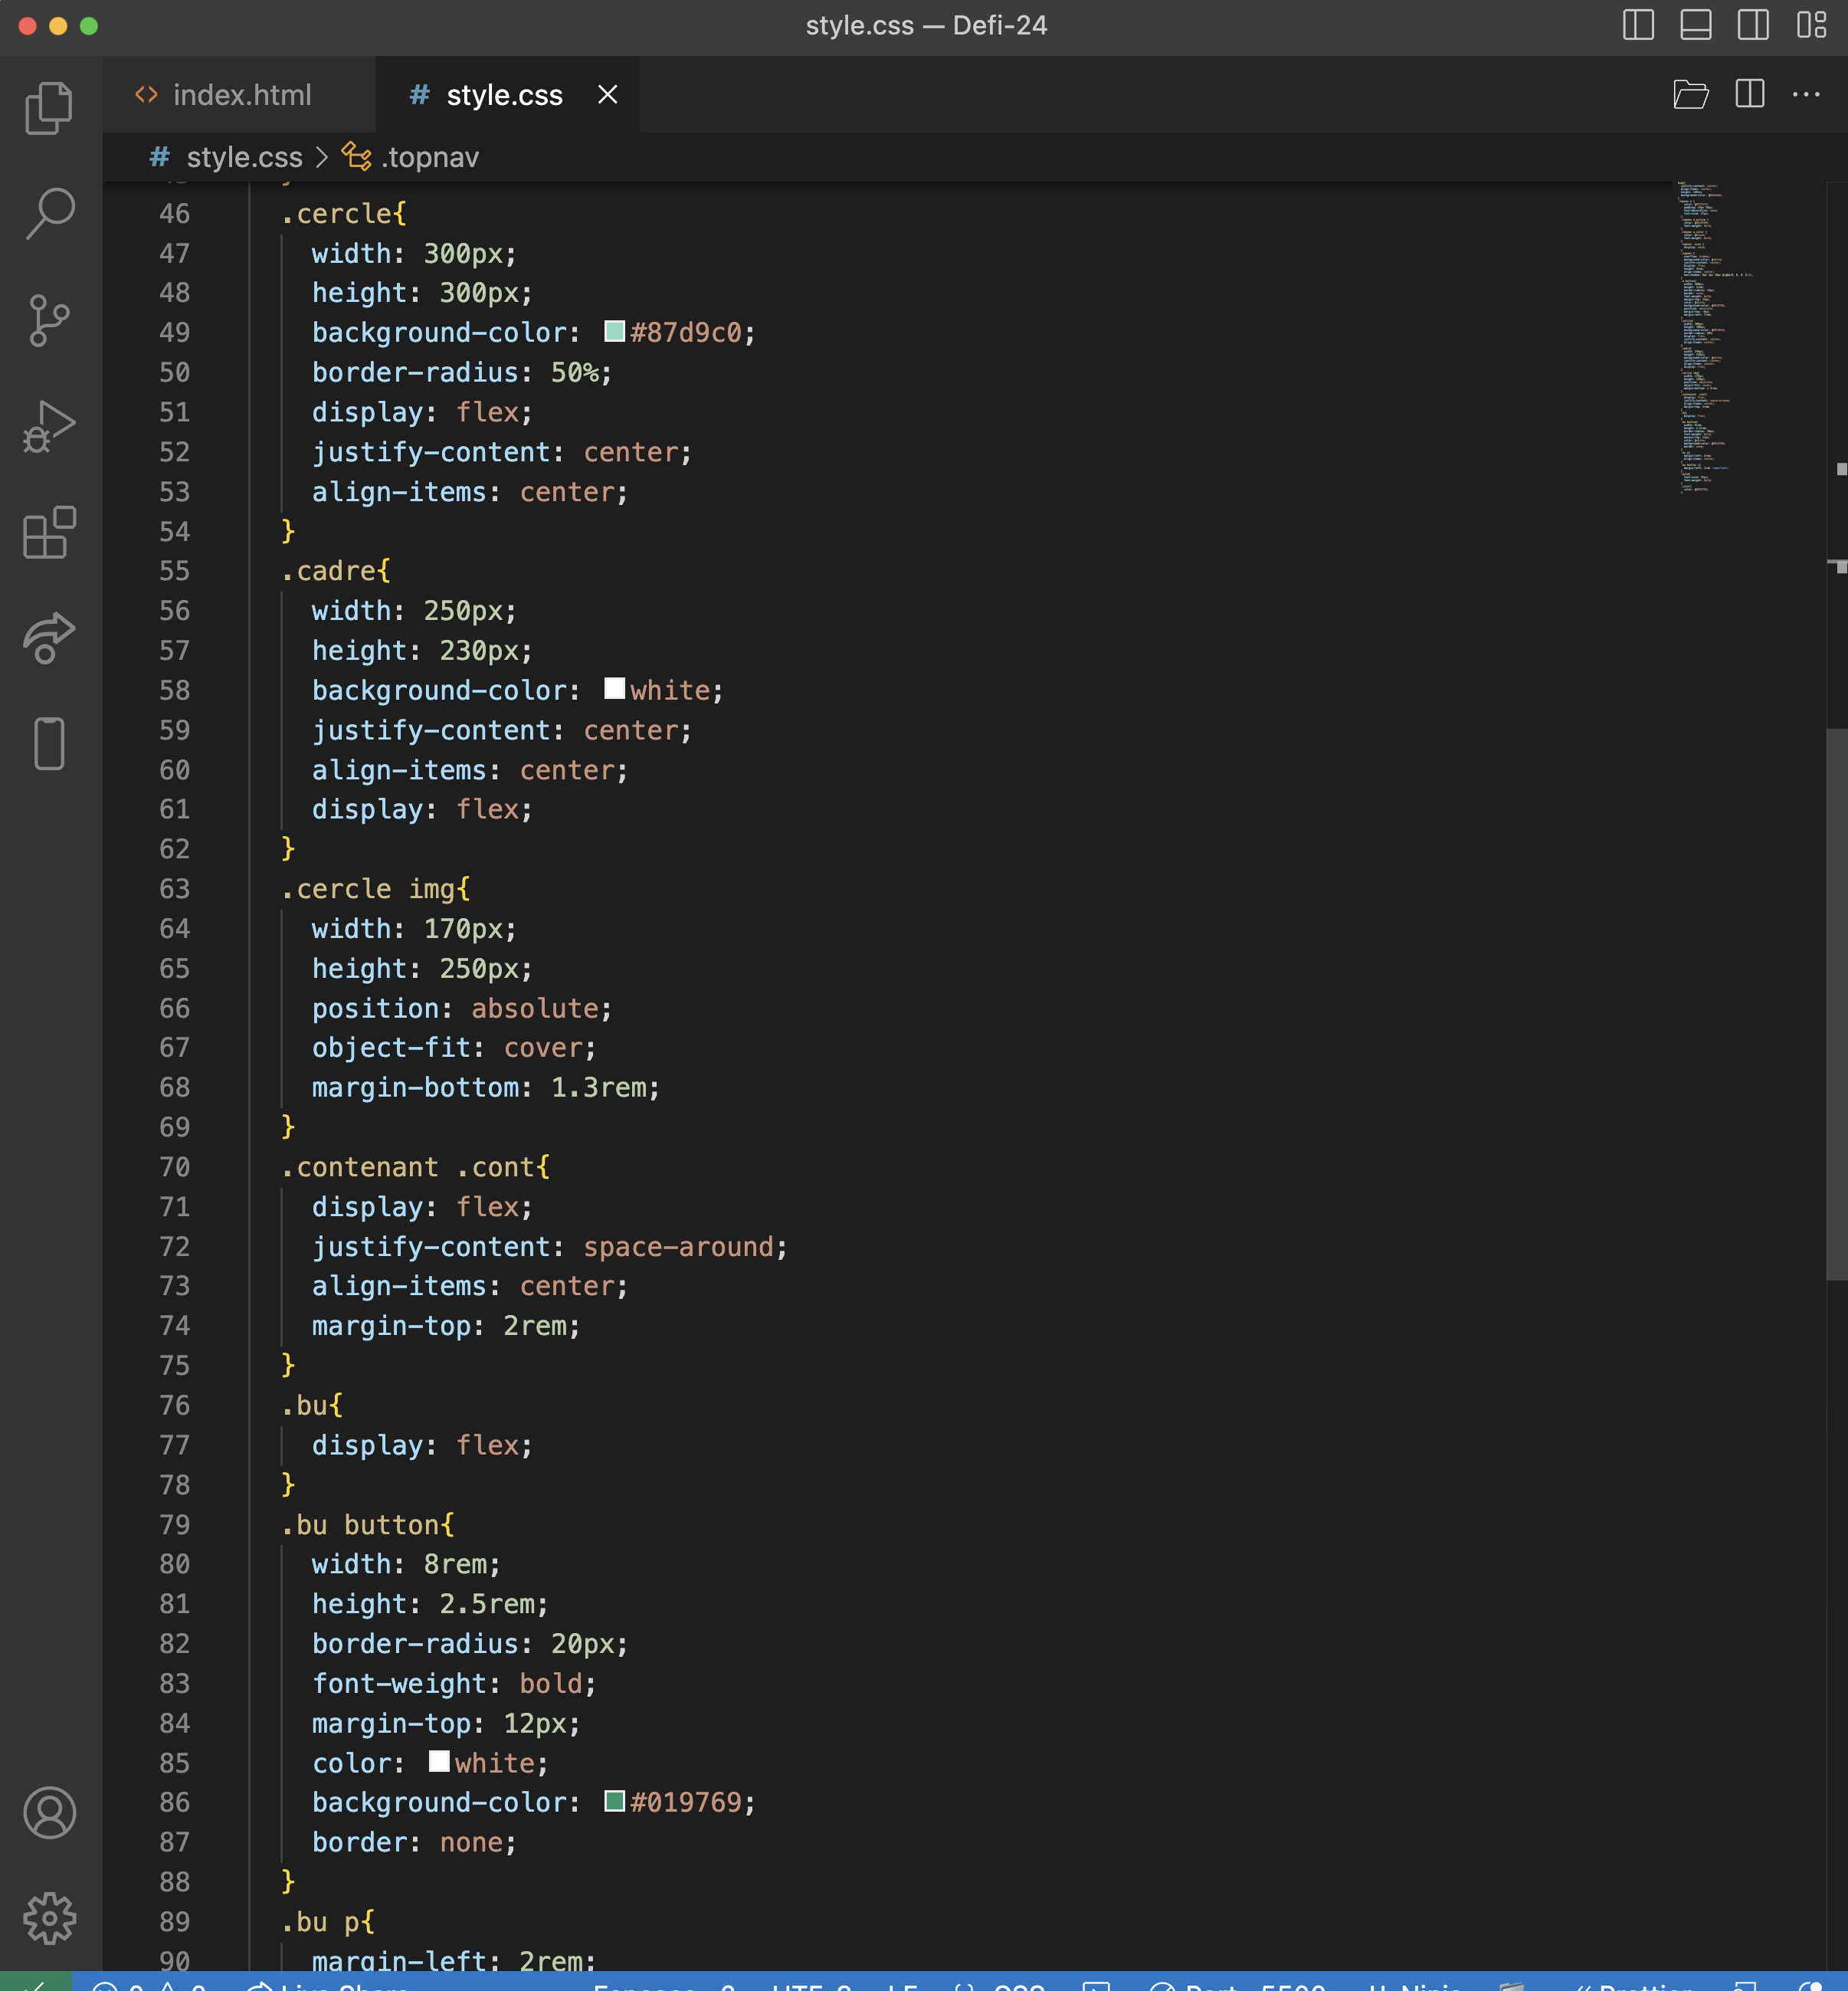 style.css — Defi-24
index.html
# style.css
# style.css > .topnav
46 .cercle{
47 width: 300px;
48 height: 300px;
49 background-color: #87d9c0;
50 border-radius: 50%;
51 display: flex;
52 justify-content: center;
53 align-items: center;
54 }
55 .cadre{
56 width: 250px;
57 height: 230px;
58 background-color: white;
59 justify-content: center;
60 align-items: center;
61 display: flex;
62 }
63 .cercle img{
64 width: 170px;
65 height: 250px;
66 position: absolute;
67 object-fit: cover;
68 margin-bottom: 1.3rem;
69 }
70 .contenant .cont{
71 display: flex;
72 justify-content: space-around;
73 align-items: center;
74 margin-top: 2rem;
75 }
76 .bu{
77 display: flex;
78 }
79 .bu button{
80 width: 8rem;
81 height: 2.5rem;
82 border-radius: 20px;
83 font-weight: bold;
84 margin-top: 12px;
85 color: white;
86 background-color: #019769;
87 border: none;
88 }
89 .bu p{
90 margin-left: 2rem;